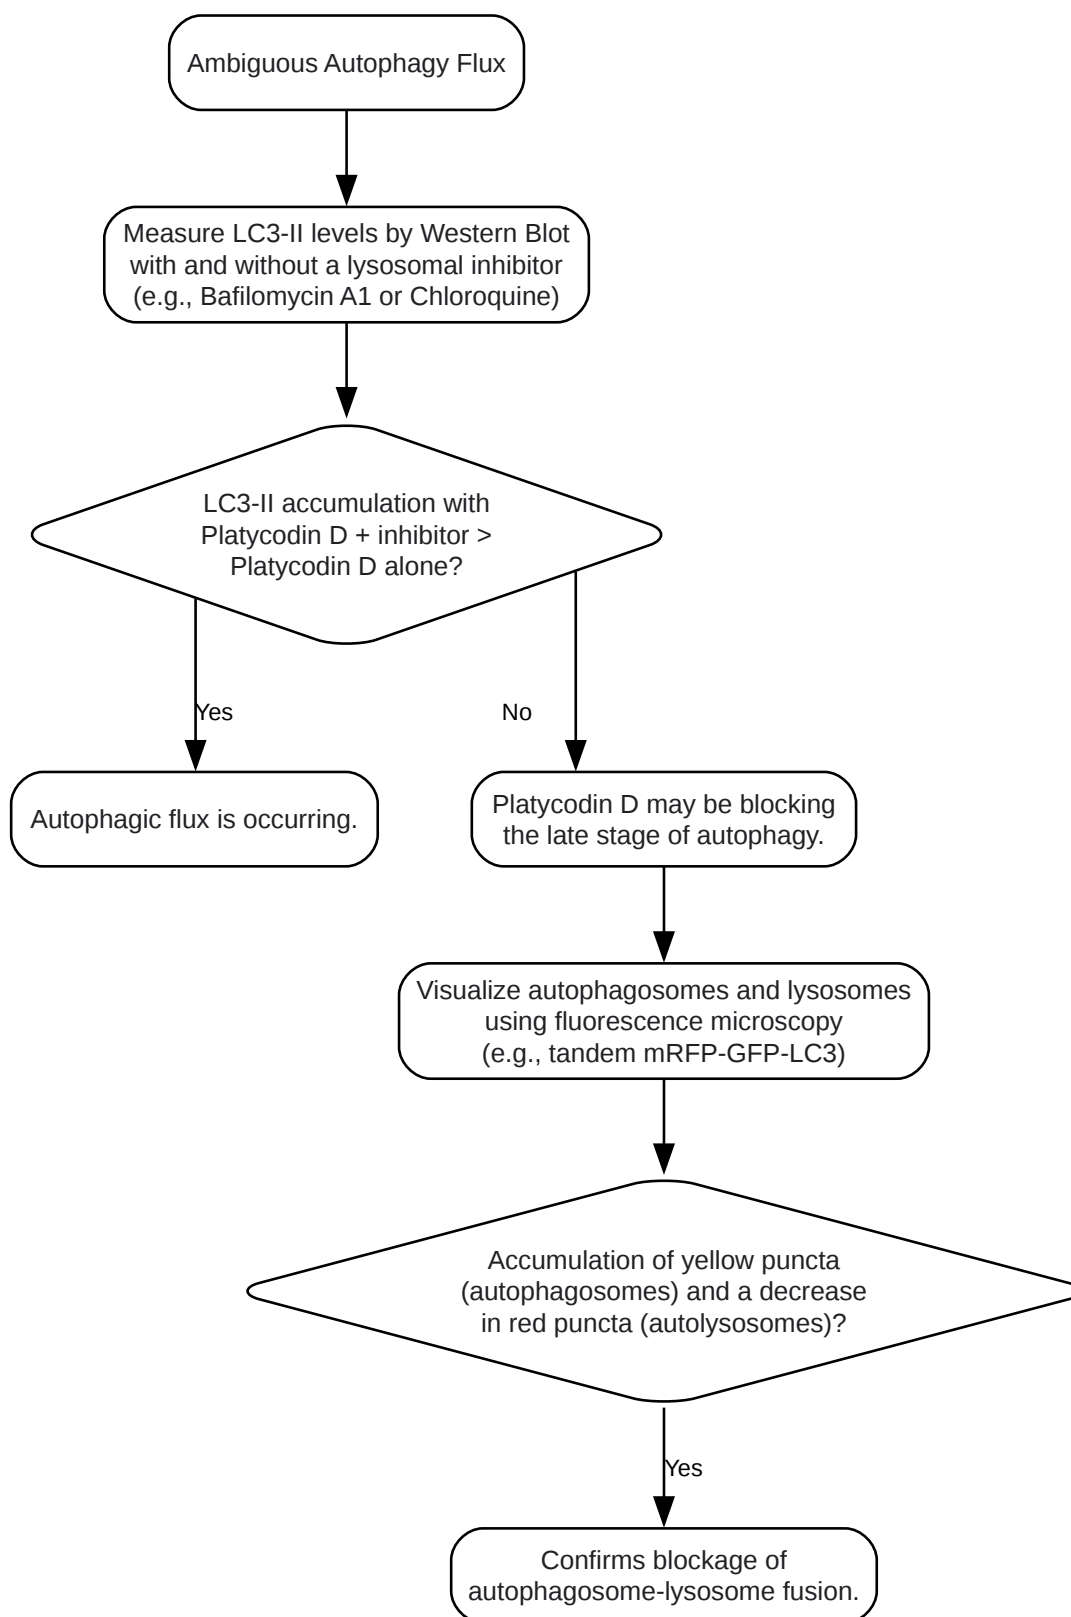 Ambiguous Autophagy Flux
Measure LC3-II levels by Western Blot
with and without a lysosomal inhibitor
(e.g., Bafilomycin A1 or Chloroquine)
LC3-II accumulation with
Platycodin D + inhibitor >
Platycodin D alone?
Yes
No
Autophagic flux is occurring.
Platycodin D may be blocking
the late stage of autophagy.
Visualize autophagosomes and lysosomes
using fluorescence microscopy
(e.g., tandem mRFP-GFP-LC3)
Accumulation of yellow puncta
(autophagosomes) and a decrease
in red puncta (autolysosomes)?
Yes
Confirms blockage of
autophagosome-lysosome fusion.